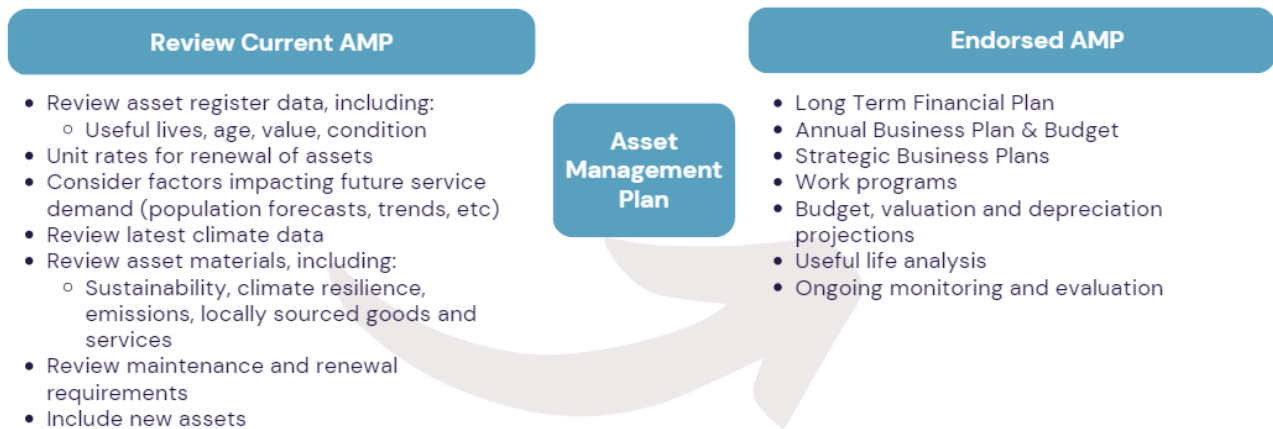 Review Current AMP
• Review asset register data, including:
○ Useful lives, age, value, condition
• Unit rates for renewal of assets
• Consider factors impacting future service
demand (population forecasts, trends, etc)
• Review latest climate data
• Review asset materials, including:
○ Sustainability, climate resilience,
emissions, locally sourced goods and
services
• Review maintenance and renewal
requirements
• Include new assets
Asset
Management
Plan
Endorsed AMP
• Long Term Financial Plan
• Annual Business Plan & Budget
• Strategic Business Plans
• Work programs
• Budget, valuation and depreciation
projections
• Useful life analysis
• Ongoing monitoring and evaluation